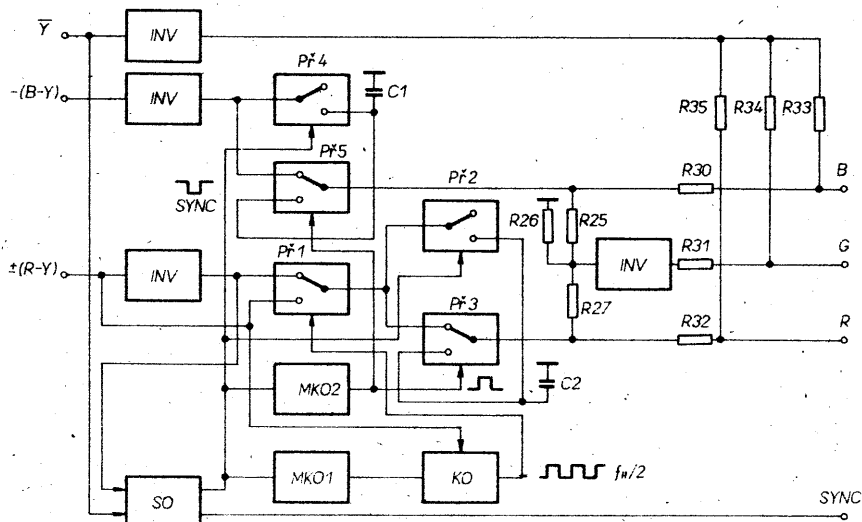 Y̅
INV
-(B-Y)
INV
Př4
C1
R35
R34
R33
Př5
R30
B
SYNC
Př2
R26
R25
±(R-Y)
INV
Př1
INV
R31
G
Př3
R27
R32
R
MKO2
C2
MKO1
KO
fH/2
SO
SYNC